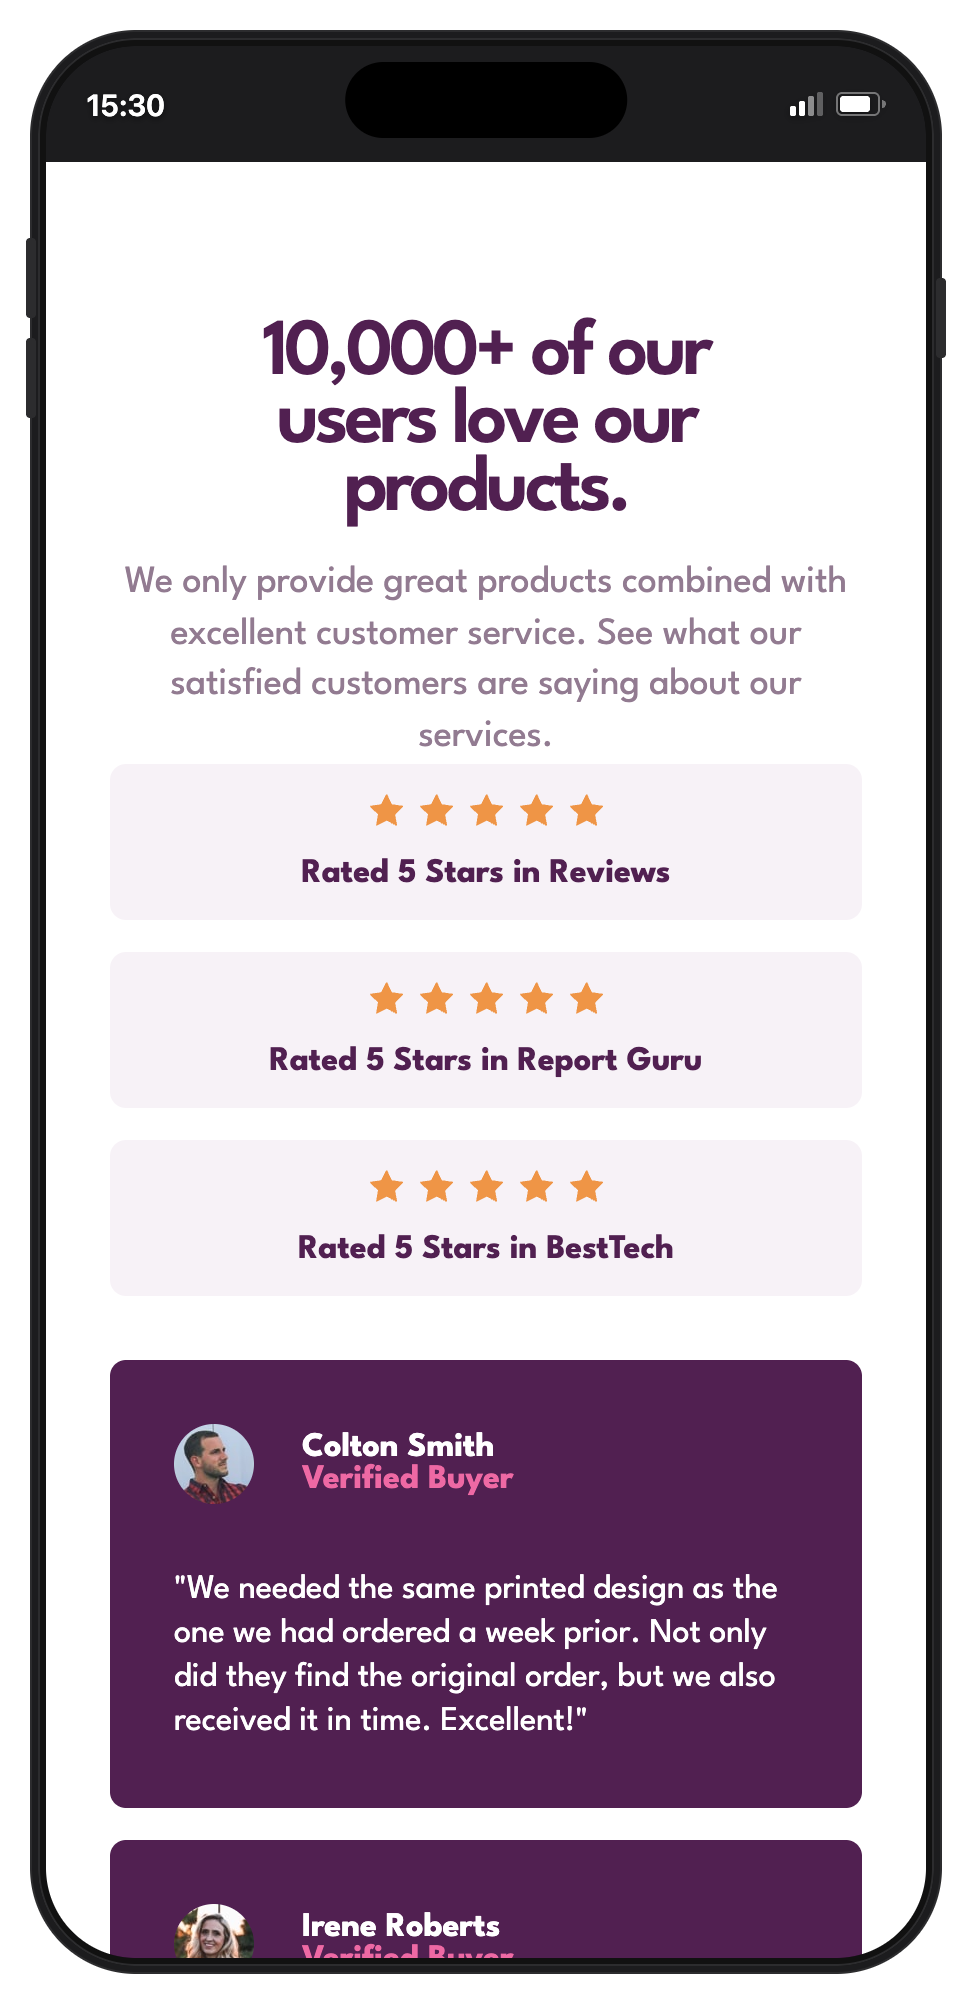 15:30
10,000+ of our
users love our
products.
We only provide great products combined with
excellent customer service. See what our
satisfied customers are saying about our
services.
Rated 5 Stars in Reviews
Rated 5 Stars in Report Guru
Rated 5 Stars in BestTech
Colton Smith
Verified Buyer
"We needed the same printed design as the
one we had ordered a week prior. Not only
did they find the original order, but we also
received it in time. Excellent!"
Irene Roberts
Verified Buyer